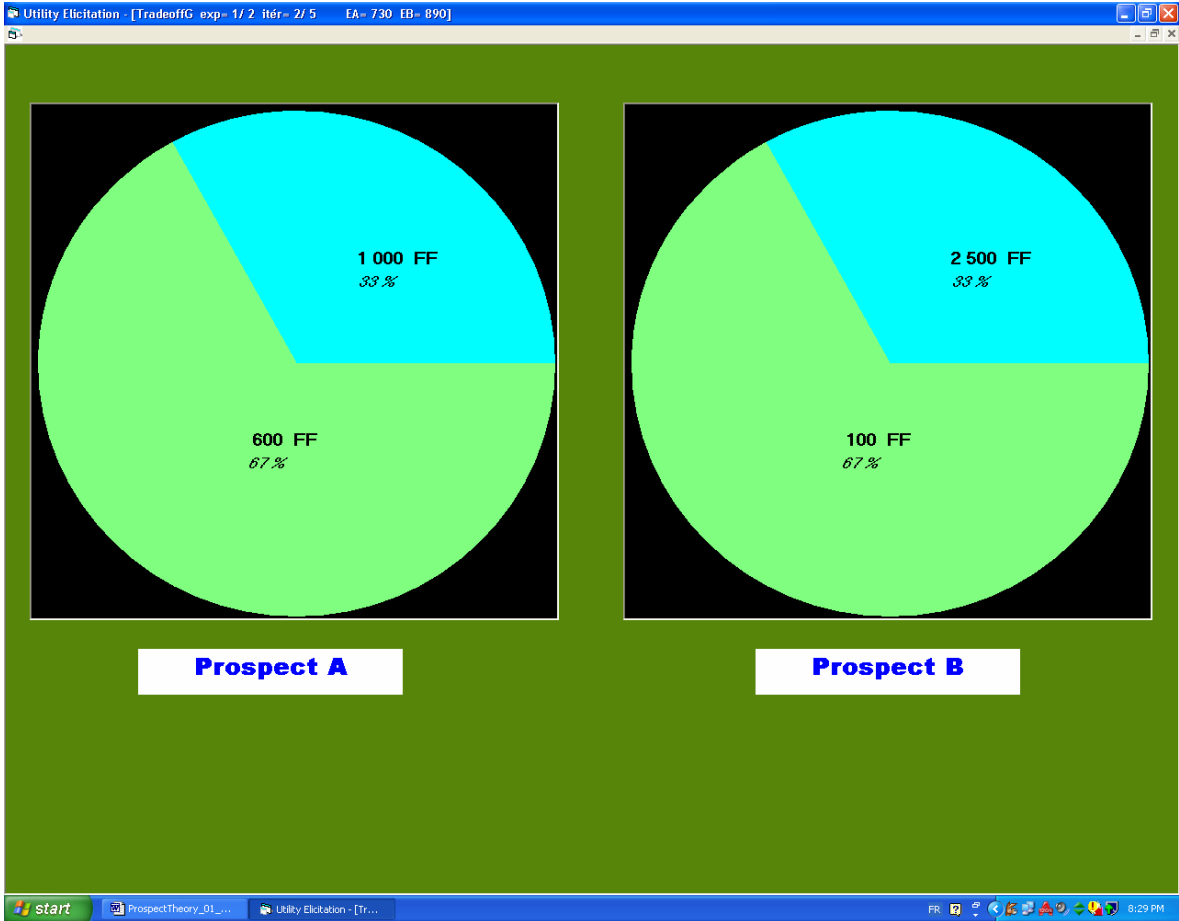 Utility Elicitation - [TradeoffG exp= 1/ 2 itér= 2/ 5 EA= 730 EB= 890]
1 000 FF
33 %
600 FF
67 %
2 500 FF
33 %
100 FF
67 %
Prospect A
Prospect B
start
ProspectTheory_01_...
Utility Elicitation - [Tr...
FR
8:29 PM